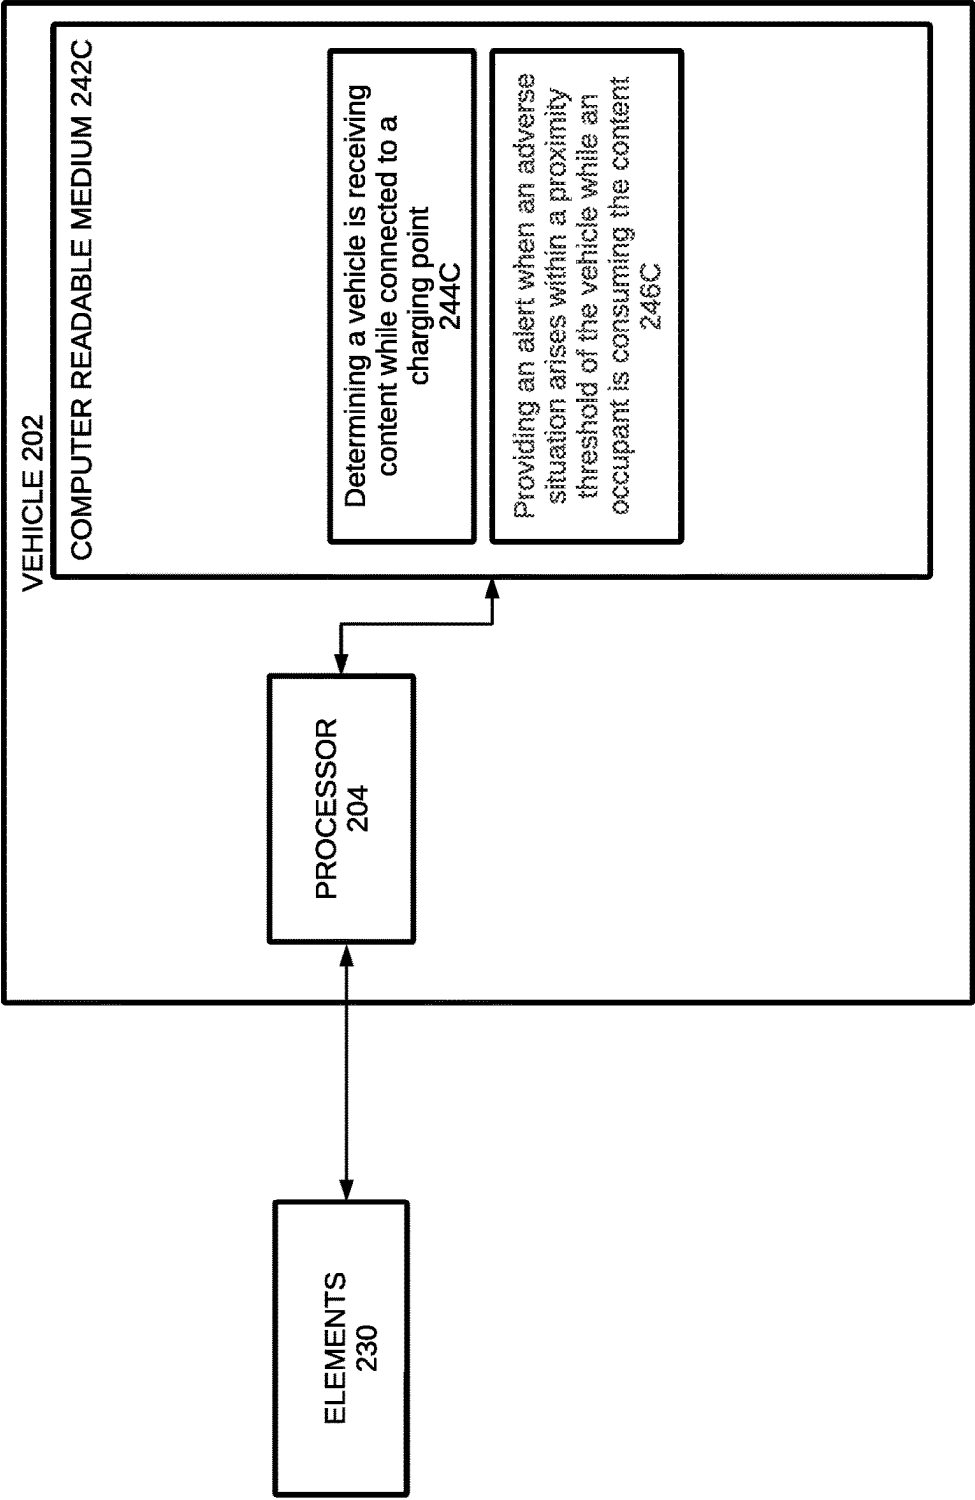 VEHICLE 202
COMPUTER READABLE MEDIUM 242C
Determining a vehicle is receiving
content while connected to a
charging point
244C
Providing an alert when an adverse
situation arises within a proximity
threshold of the vehicle while an
occupant is consuming the content
246C
PROCESSOR
204
ELEMENTS
230